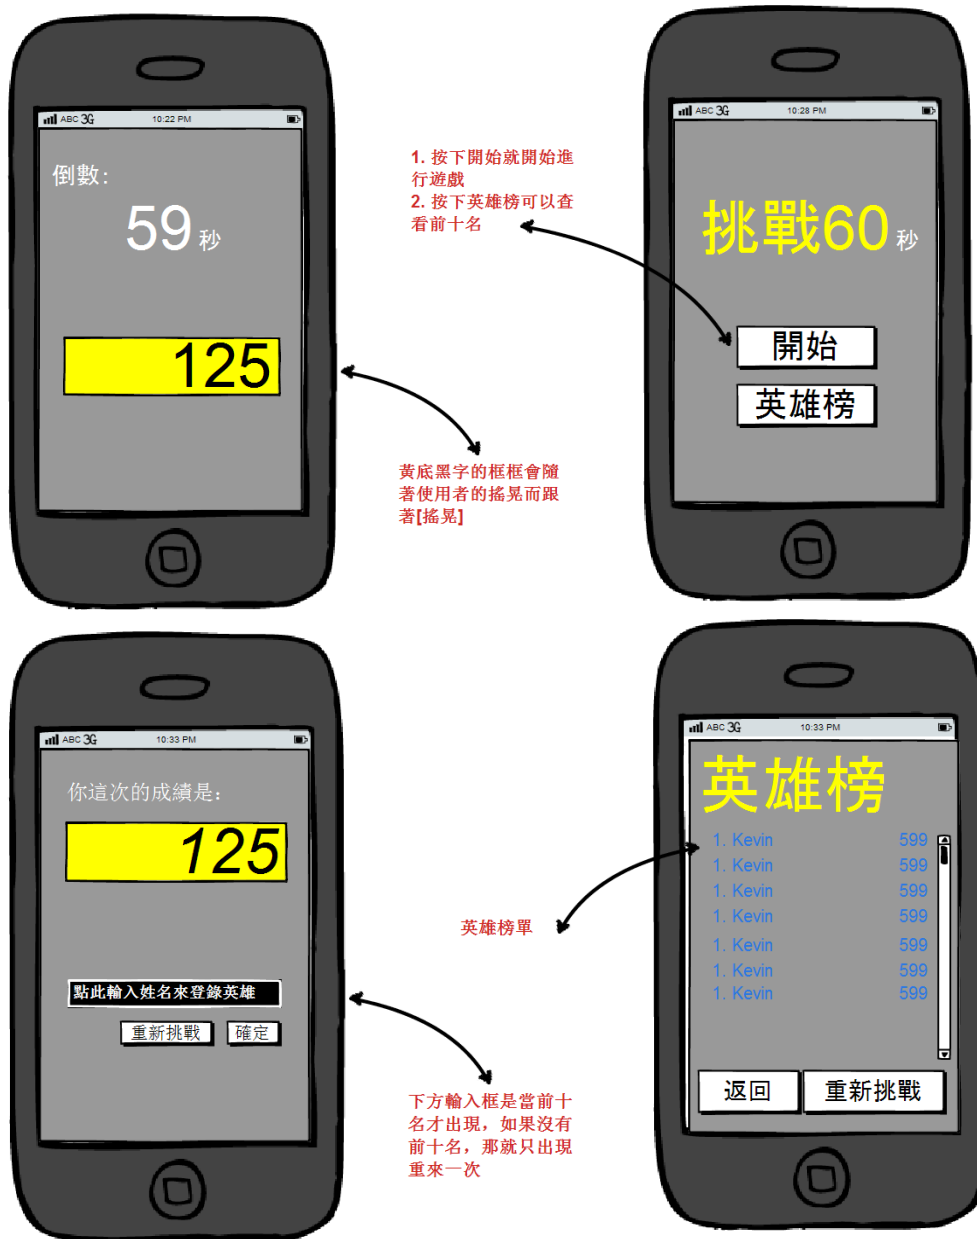 ABC 3G 10:22 PM
倒數:
59 秒
125
1. 按下開始就開始進
行遊戲
2. 按下英雄榜可以查
看前十名
ABC 3G 10:28 PM
挑戰60 秒
開始
英雄榜
黃底黑字的框框會隨
著使用者的搖晃而跟
著[搖晃]
ABC 3G 10:33 PM
你這次的成績是:
125
點此輸入姓名來登錄英雄
重新挑戰 確定
下方輸入框是當前十
名才出現, 如果沒有
前十名, 那就只出現
重來一次
英雄榜單
ABC 3G 10:33 PM
英雄榜
1. Kevin 599
1. Kevin 599
1. Kevin 599
1. Kevin 599
1. Kevin 599
1. Kevin 599
1. Kevin 599
返回 重新挑戰